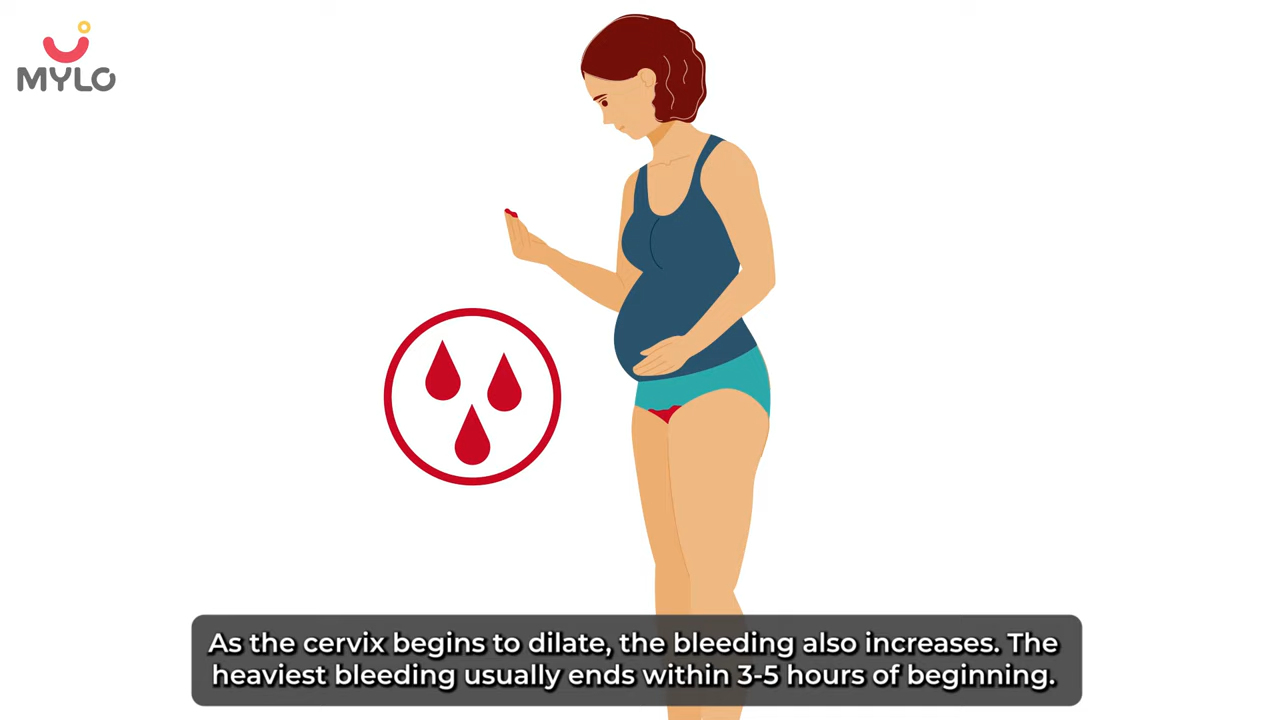 MYLO
As the cervix begins to dilate, the bleeding also increases. The
heaviest bleeding usually ends within 3-5 hours of beginning.